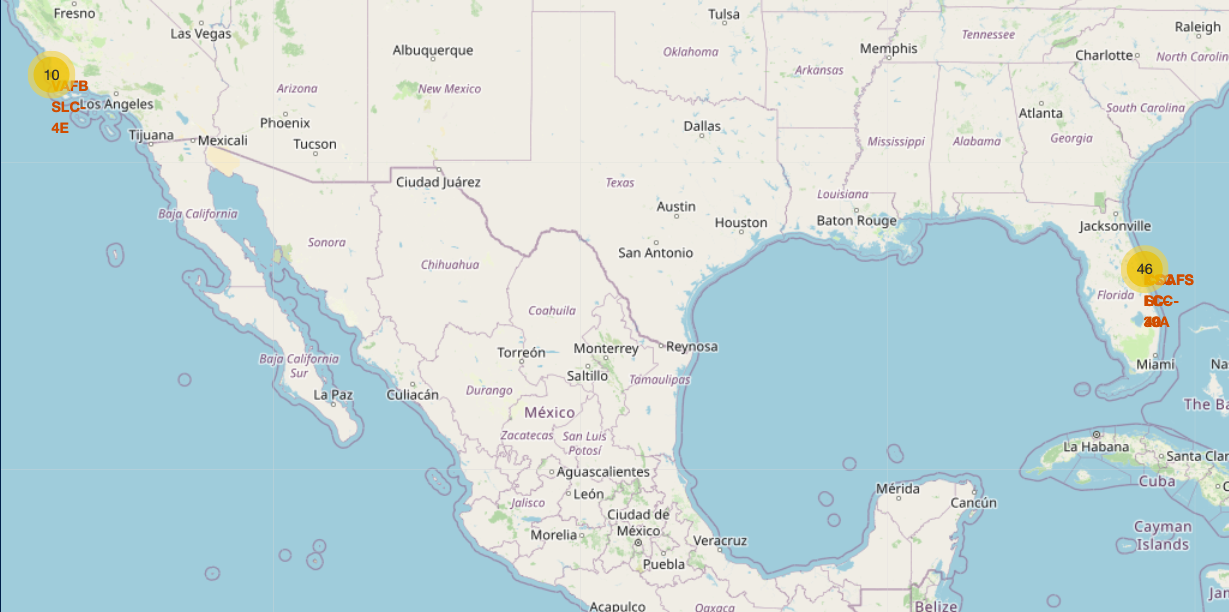 Fresno
Las Vegas
Albuquerque
Tulsa
Oklahoma
Memphis
Tennessee
Raleigh
Charlotte
North Carolin
Arkansas
10
VAFB
SLC-
4E
Los Angeles
Arizona
New Mexico
Phoenix
Tucson
Tijuana
Mexicali
Dallas
Mississippi
Alabama
Atlanta
Georgia
South Carolina
Ciudad Juárez
Texas
Louisiana
Austin
Houston
Baton Rouge
San Antonio
Jacksonville
Baja California
Sonora
Chihuahua
Coahuila
46
Florida
Miami
Na
The Ba
Torreón
Monterrey
Reynosa
Saltillo
Tamaulipas
Baja California
Sur
La Paz
Culiacán
Durango
México
Zacatecas
San Luis
Potosí
Aguascalientes
León
Jalisco
Ciudad de
México
Morelia
Puebla
Veracruz
Acapulco
Oaxaca
Mérida
Cancún
Belize
La Habana
Santa Clar
Cuba
C
Cayman
Islands
Jar